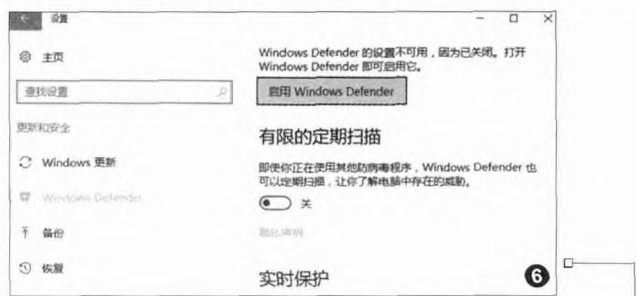 设置
主页
查找设置
更新和安全
Windows 更新
Windows Defender
备份
恢复
Windows Defender 的设置不可用，因为已关闭。打开
Windows Defender 即可启用它。
启用 Windows Defender
有限的定期扫描
即使你正在使用其他防病毒程序，Windows Defender 也
可以定期扫描，让你了解电脑中存在的威胁。
关
隐私声明
实时保护
6